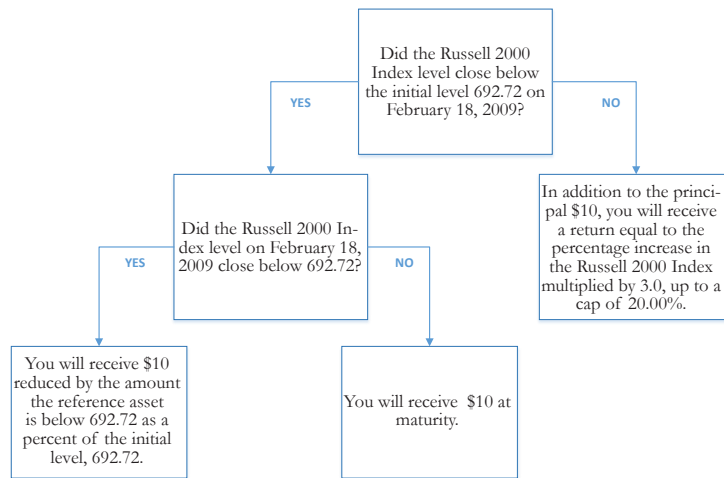 Did the Russell 2000
Index level close below
the initial level 692.72 on
February 18, 2009?
YES
NO
Did the Russell 2000 In-
dex level on February 18,
2009 close below 692.72?
In addition to the princi-
pal $10, you will receive
a return equal to the
percentage increase in
the Russell 2000 Index
multiplied by 3.0, up to a
cap of 20.00%.
YES
NO
You will receive $10
reduced by the amount
the reference asset
is below 692.72 as a
percent of the initial
level, 692.72.
You will receive $10 at
maturity.